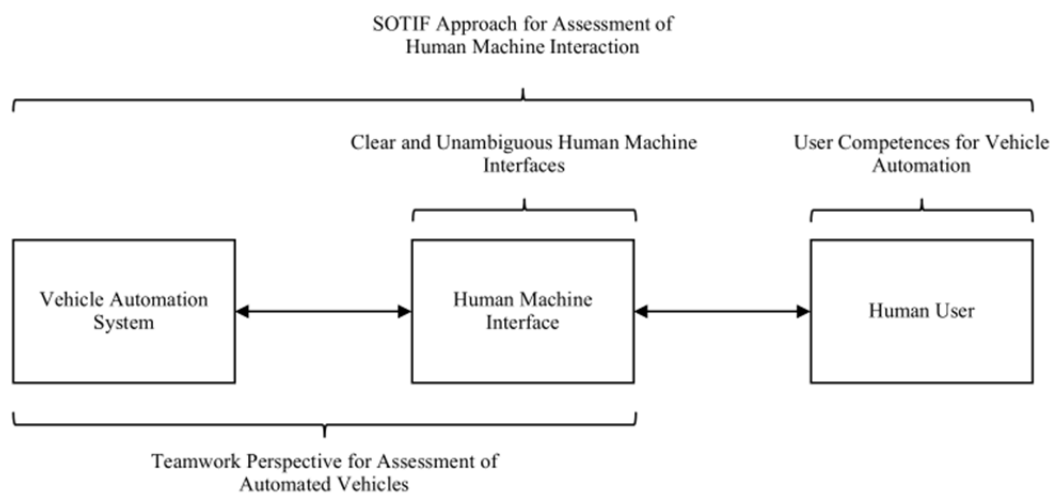 SOTIF Approach for Assessment of
Human Machine Interaction
Clear and Unambiguous Human Machine
Interfaces
User Competences for Vehicle
Automation
Vehicle Automation
System
Human Machine
Interface
Human User
Teamwork Perspective for Assessment of
Automated Vehicles